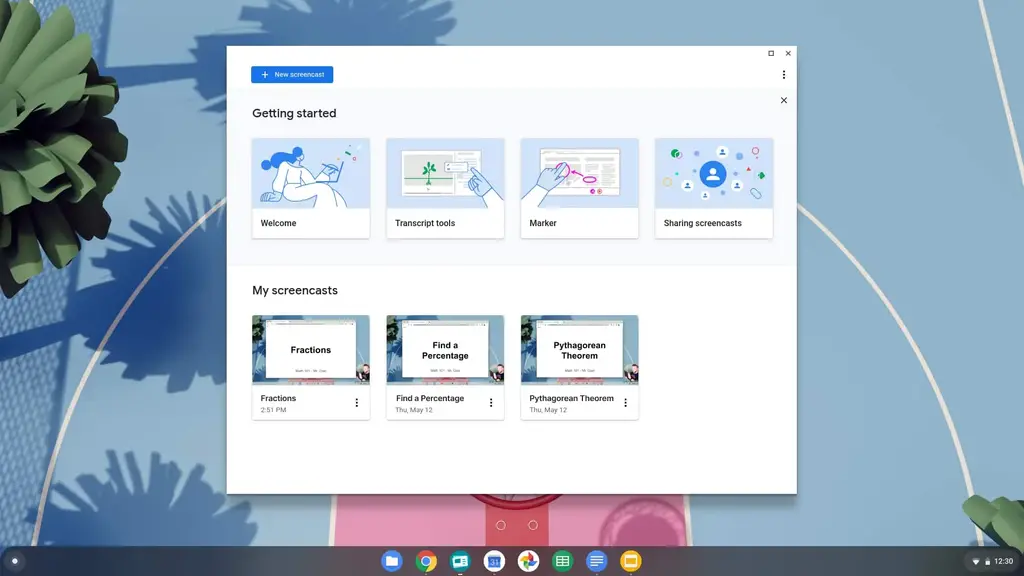 New screencast
Getting started
Welcome
Transcript tools
Marker
Sharing screencasts
My screencasts
Fractions
Find a
Percentage
Pythagorean
Theorem
Fractions
2:51 PM
Find a Percentage
Thu, May 12
Pythagorean Theorem
Thu, May 12
31
12:30